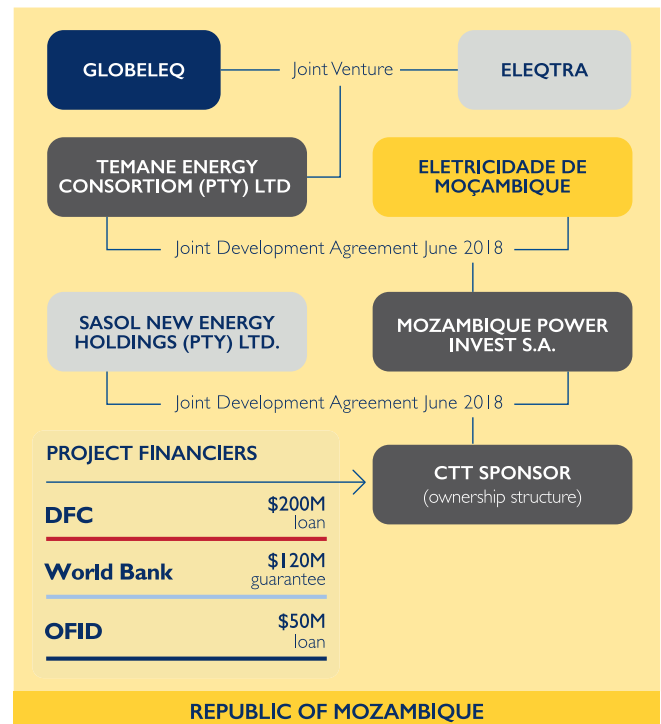 GLOBELEQ
Joint Venture
ELEQTRA
TEMANE ENERGY
CONSORTIOM (PTY) LTD
ELETRICIDADE DE
MOÇAMBIQUE
Joint Development Agreement June 2018
SASOL NEW ENERGY
HOLDINGS (PTY) LTD.
MOZAMBIQUE POWER
INVEST S.A.
Joint Development Agreement June 2018
PROJECT FINANCIERS
CTT SPONSOR
(ownership structure)
DFC
$200M
loan
World Bank
$120M
guarantee
OFID
$50M
loan
REPUBLIC OF MOZAMBIQUE